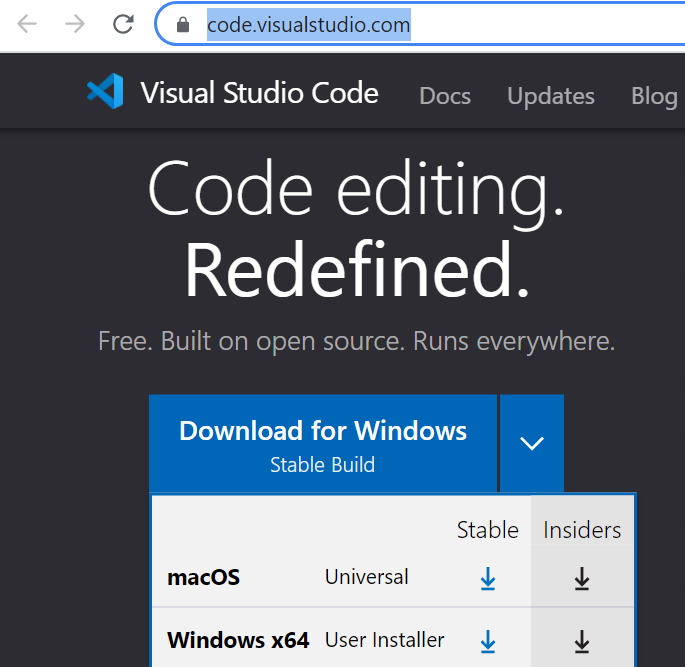 code.visualstudio.com
Visual Studio Code Docs Updates Blog
Code editing.
Redefined.
Free. Built on open source. Runs everywhere.
Download for Windows
Stable Build
Stable Insiders
macOS Universal
Windows x64 User Installer